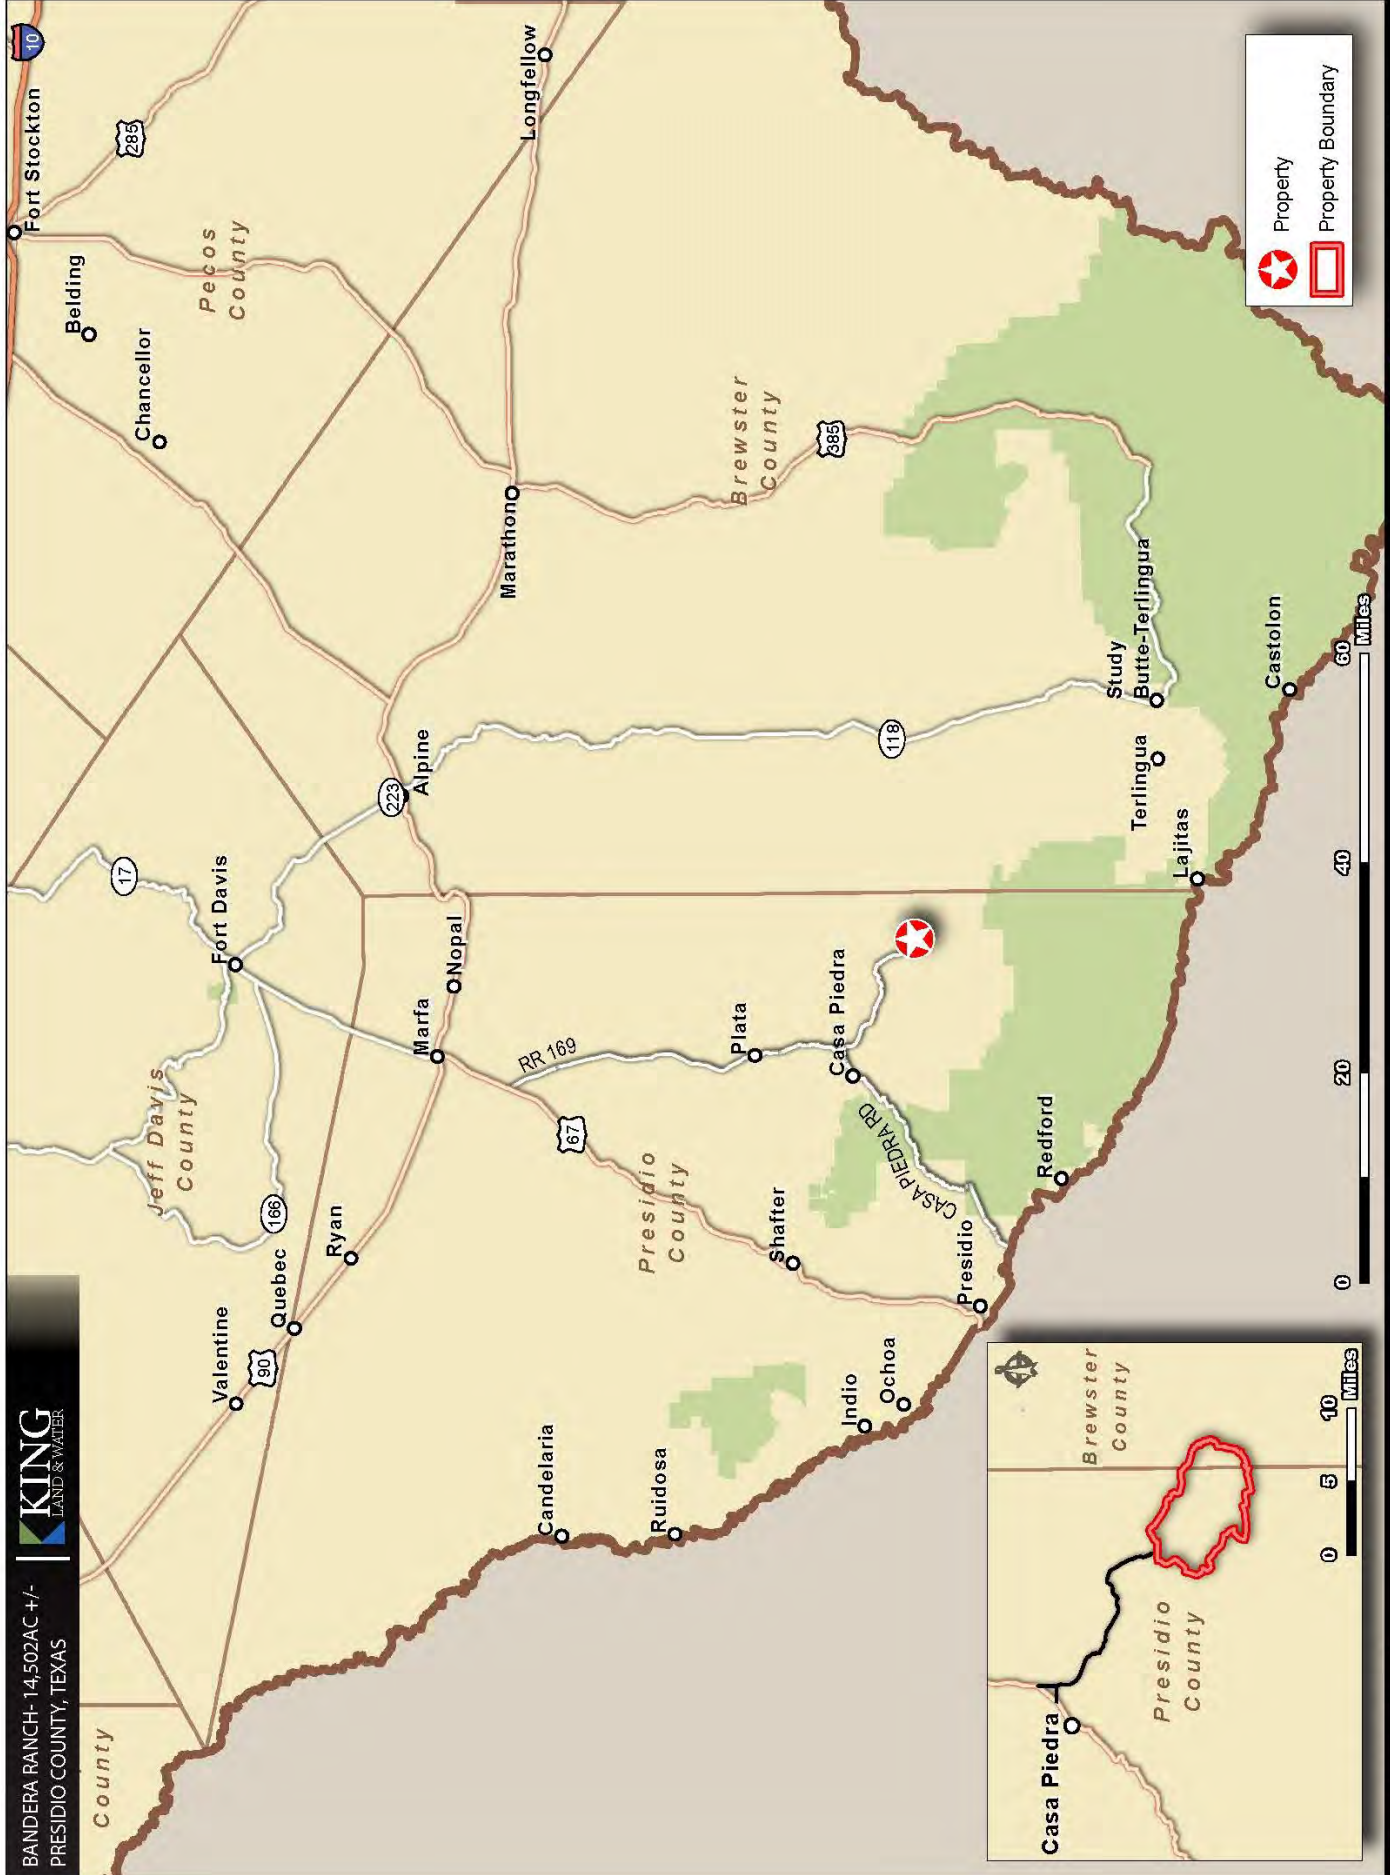 BANDERA RANCH- 14,502AC +/-
PRESIDIO COUNTY, TEXAS
KING
LAND & WATER
County
Valentine
90
Quebec
Ryan
166
Jeff Davis
County
Fort Davis
17
Marfa
Nopal
223
Alpine
Chancellor
Belding
Fort Stockton
10
285
Pecos
County
Longfellow
Marathon
Candelaria
Ruidosa
Indio
Ochoa
Presidio
Shafter
Presidio
County
67
RR 169
Plata
Casa Piedra
CASA PIEDRA RD
Redford
118
Brewster
County
385
Lajitas
Terlingua
Study
Butte-Terlingua
Castolon
Casa Piedra
Presidio
County
Brewster
County
0 5 10
Miles
0 20 40 60
Miles
Property
Property Boundary